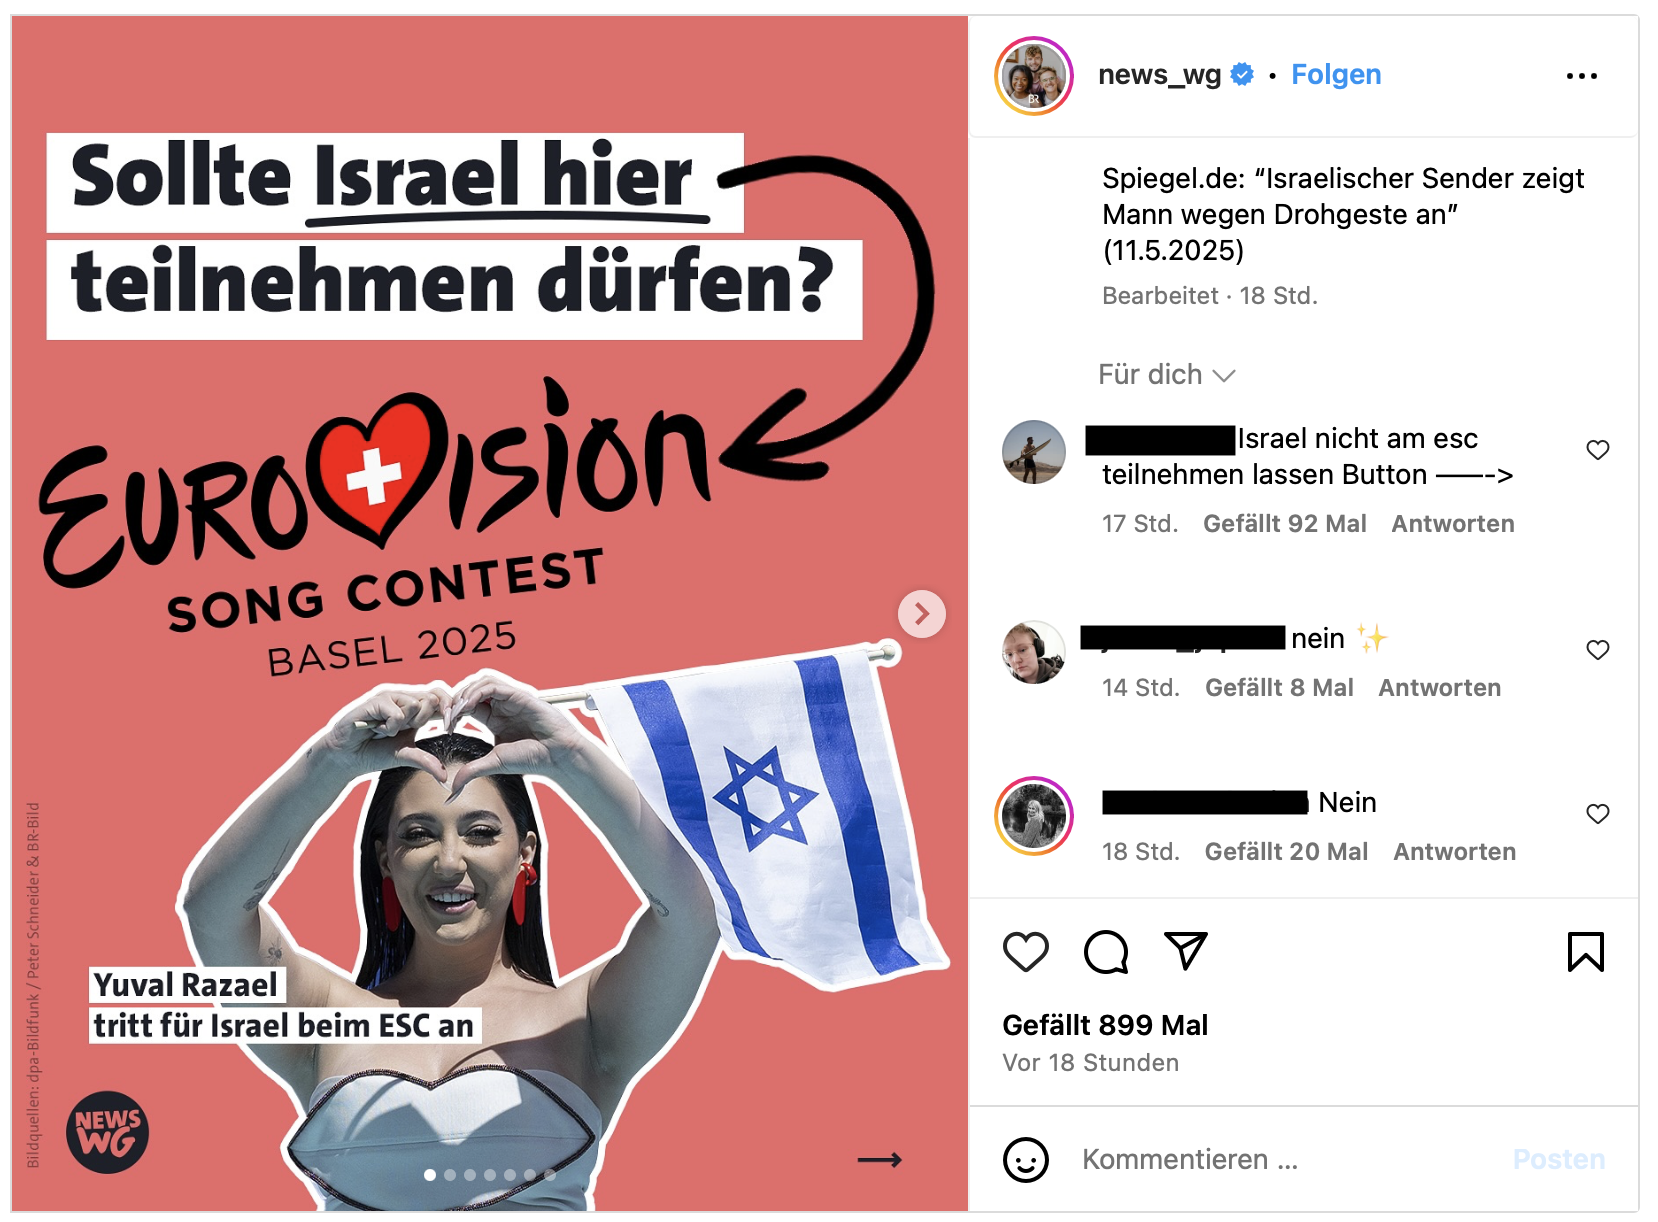 Sollte Israel hier
teilnehmen dürfen?
EUROVISION
SONG CONTEST
BASEL 2025
Yuval Razael
tritt für Israel beim ESC an
Bildquellen: dpa-Bildfunk / Peter Schneider & BR-Bild
NEWS
WG
BR
news_wg • Folgen
Spiegel.de: “Israelischer Sender zeigt
Mann wegen Drohgeste an”
(11.5.2025)
Bearbeitet · 18 Std.
Für dich
Israel nicht am esc
teilnehmen lassen Button ——->
17 Std. Gefällt 92 Mal Antworten
nein ✨
14 Std. Gefällt 8 Mal Antworten
Nein
18 Std. Gefällt 20 Mal Antworten
Gefällt 899 Mal
Vor 18 Stunden
Kommentieren ... Posten